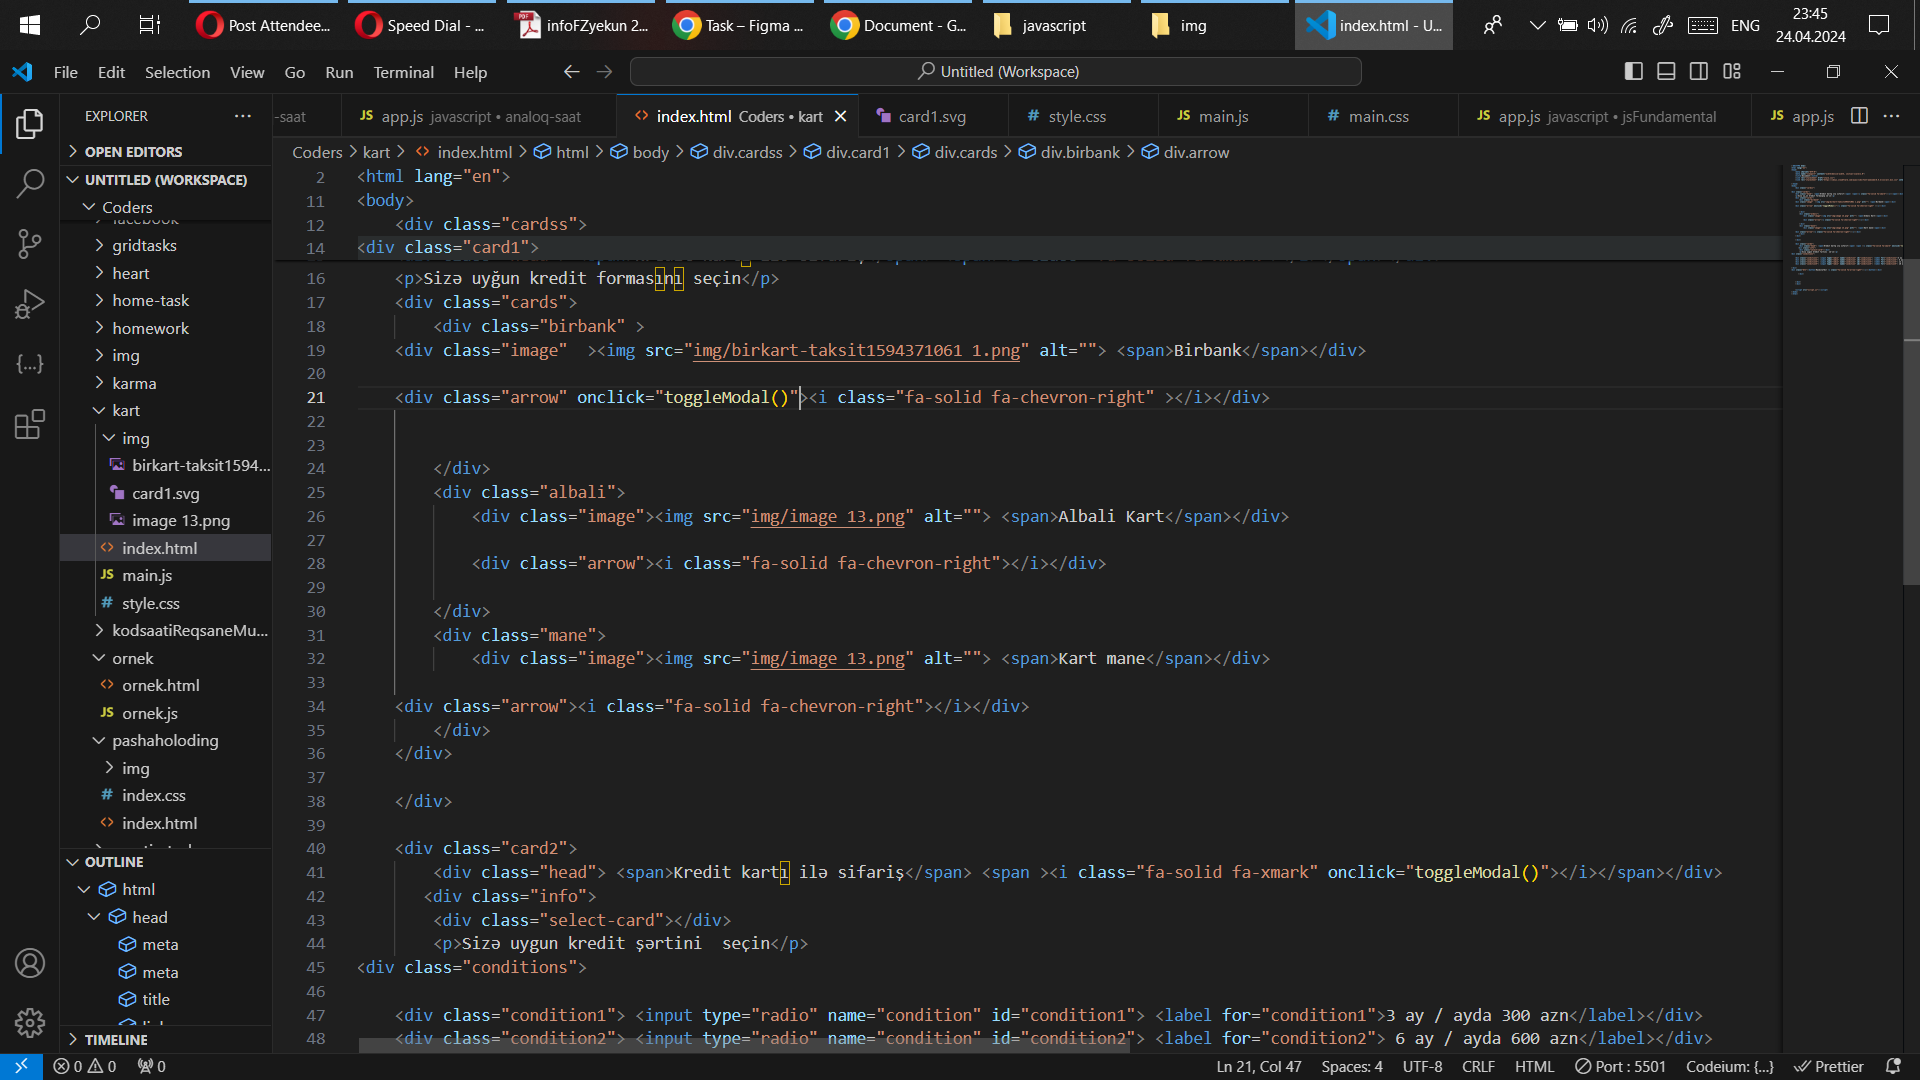 Post Attendee...
Speed Dial - ...
infoFZyekun 2...
Task – Figma ...
Document - G...
javascript
img
index.html - U...
ENG
23:45
24.04.2024
File Edit Selection View Go Run Terminal Help
Untitled (Workspace)
EXPLORER
-saat
JS app.js javascript • analoq-saat
<> index.html Coders • kart
card1.svg
# style.css
JS main.js
# main.css
JS app.js javascript • jsFundamental
JS app.js
Coders > kart > <> index.html > html > body > div.cardss > div.card1 > div.cards > div.birbank > div.arrow
OPEN EDITORS
UNTITLED (WORKSPACE)
Coders
facebook
gridtasks
heart
home-task
homework
img
karma
kart
img
birkart-taksit1594...
card1.svg
image 13.png
<> index.html
JS main.js
# style.css
kodsaatiReqsaneMu...
ornek
<> ornek.html
JS ornek.js
pashaholoding
img
# index.css
<> index.html
OUTLINE
html
head
meta
meta
title
TIMELINE
2 <html lang="en">
11 <body>
12 <div class="cardss">
14 <div class="card1">
16 <p>Sizə uyğun kredit formasıni seçin</p>
17 <div class="cards">
18 <div class="birbank" >
19 <div class="image"  ><img src="img/birkart-taksit1594371061 1.png" alt=""> <span>Birbank</span></div>
20
21 <div class="arrow" onclick="toggleModal()"><i class="fa-solid fa-chevron-right" ></i></div>
22
23
24 </div>
25 <div class="albali">
26 <div class="image"><img src="img/image 13.png" alt=""> <span>Albali Kart</span></div>
27
28 <div class="arrow"><i class="fa-solid fa-chevron-right"></i></div>
29
30 </div>
31 <div class="mane">
32 <div class="image"><img src="img/image 13.png" alt=""> <span>Kart mane</span></div>
33
34 <div class="arrow"><i class="fa-solid fa-chevron-right"></i></div>
35 </div>
36 </div>
37
38 </div>
39
40 <div class="card2">
41 <div class="head"> <span>Kredit kartı ilə sifariş</span> <span ><i class="fa-solid fa-xmark" onclick="toggleModal()"></i></span></div>
42 <div class="info">
43 <div class="select-card"></div>
44 <p>Sizə uygun kredit şərtini  seçin</p>
45 <div class="conditions">
46
47 <div class="condition1"> <input type="radio" name="condition" id="condition1"> <label for="condition1">3 ay / ayda 300 azn</label></div>
48 <div class="condition2"> <input type="radio" name="condition" id="condition2"> <label for="condition2"> 6 ay / ayda 600 azn</label></div>
0 0 0
Ln 21, Col 47 Spaces: 4 UTF-8 CRLF HTML Port : 5501 Codeium: {...} Prettier